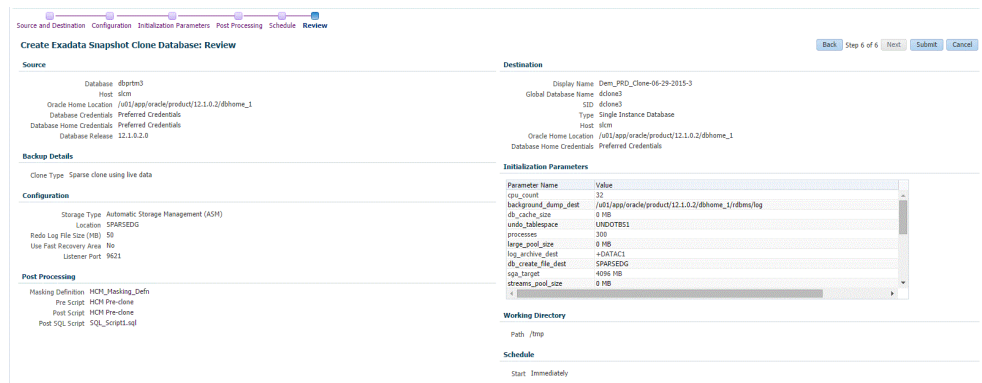 Source and Destination Configuration Initialization Parameters Post Processing Schedule Review
Create Exadata Snapshot Clone Database: Review
Back Step 6 of 6 Next Submit Cancel
Source
Database dbprtm3
Host slcm
Oracle Home Location /u01/app/oracle/product/12.1.0.2/dbhome_1
Database Credentials Preferred Credentials
Database Home Credentials Preferred Credentials
Database Release 12.1.0.2.0
Backup Details
Clone Type Sparse clone using live data
Configuration
Storage Type Automatic Storage Management (ASM)
Location SPARSEDG
Redo Log File Size (MB) 50
Use Fast Recovery Area No
Listener Port 9621
Post Processing
Masking Definition HCM_Masking_Defn
Pre Script HCM Pre-clone
Post Script HCM Pre-clone
Post SQL Script SQL_Script1.sql
Destination
Display Name Dem_PRD_Clone-06-29-2015-3
Global Database Name dclone3
SID dclone3
Type Single Instance Database
Host slcm
Oracle Home Location /u01/app/oracle/product/12.1.0.2/dbhome_1
Database Home Credentials Preferred Credentials
Initialization Parameters
Parameter Name Value
cpu_count 32
background_dump_dest /u01/app/oracle/product/12.1.0.2/dbhome_1/rdbms/log
db_cache_size 0 MB
undo_tablespace UNDOTBS1
processes 300
large_pool_size 0 MB
log_archive_dest +DATAC1
db_create_file_dest SPARSEDG
sga_target 4096 MB
streams_pool_size 0 MB
Working Directory
Path /tmp
Schedule
Start Immediately